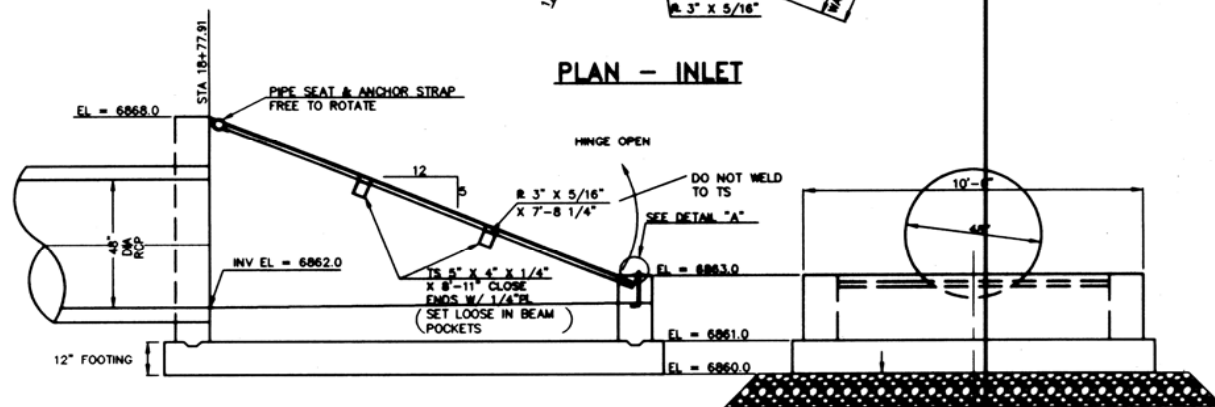 R 3" X 5/16"
PLAN - INLET
STA 18+77.91
PIPE SEAT & ANCHOR STRAP
FREE TO ROTATE
EL = 6868.0
HINGE OPEN
12
5
DO NOT WELD
TO TS
R 3" X 5/16"
X 7'-8 1/4"
SEE DETAIL "A"
48"
DIA
RCP
INV EL = 6862.0
TS 5" X 4" X 1/4"
X 8'-11" CLOSE
ENDS W/ 1/4"PL
(SET LOOSE IN BEAM
POCKETS)
EL = 6863.0
48"
EL = 6861.0
12" FOOTING
EL = 6860.0